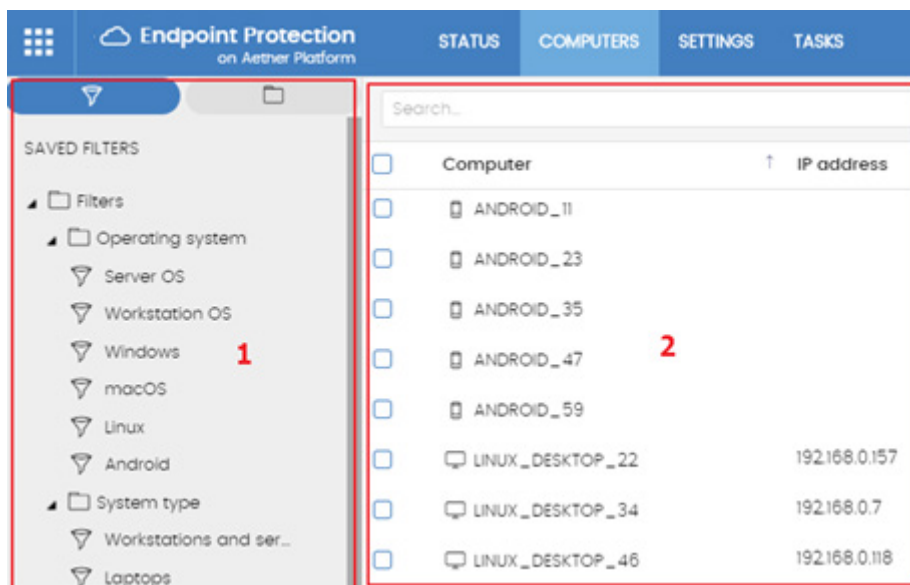 Endpoint Protection
on Aether Platform
STATUS COMPUTERS SETTINGS TASKS
SAVED FILTERS
Filters
Operating system
Server OS
Workstation OS
Windows
macOS
Linux
Android
System type
Workstations and ser...
Laptops
1
Search...
Computer ↑ IP address
ANDROID_11
ANDROID_23
ANDROID_35
ANDROID_47
ANDROID_59
LINUX_DESKTOP_22 192.168.0.157
LINUX_DESKTOP_34 192.168.0.7
LINUX_DESKTOP_46 192.168.0.118
2